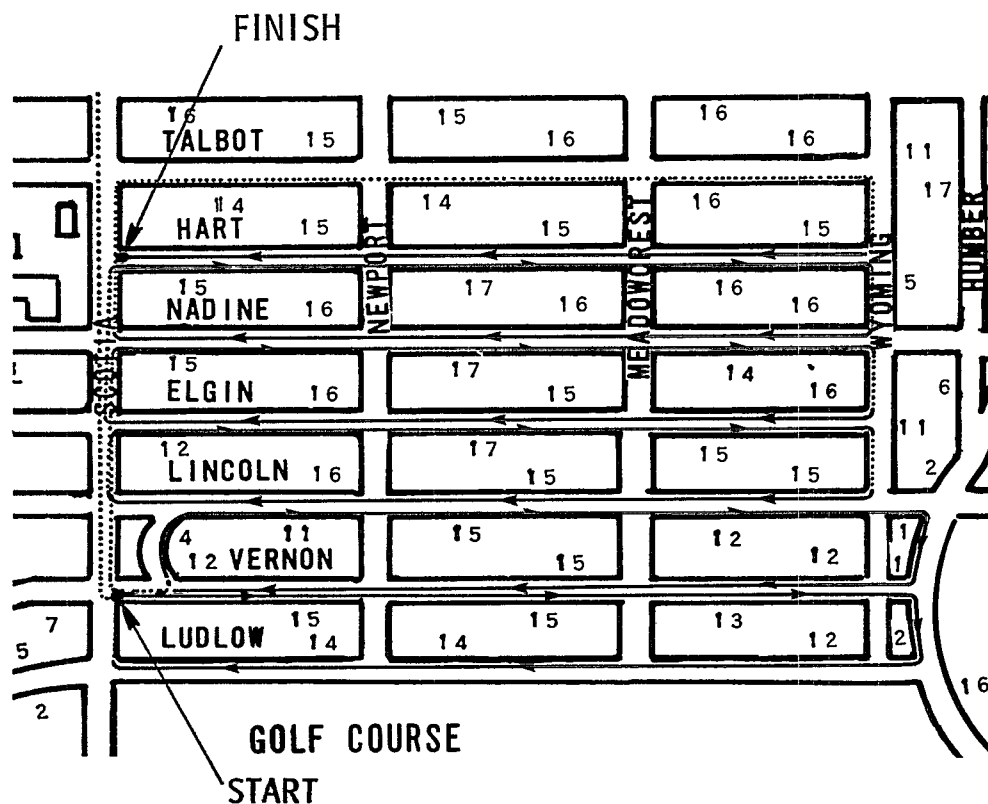 FINISH
16 15 16
TALBOT 15 16 16 11
17
14 14 16
HART 15 15 15
NEWPORT
MEADOWCREST
WYOMING
HUMBER
15 17 16 5
NADINE 16 16 16
15 17 14 6
ELGIN 16 15 16
12 17 15 11
LINCOLN 16 15 15 2
4 11 15 12 1
12 VERNON 15 12 1
7 15 15 13
LUDLOW 14 14 12 2
5
2 16
GOLF COURSE
START